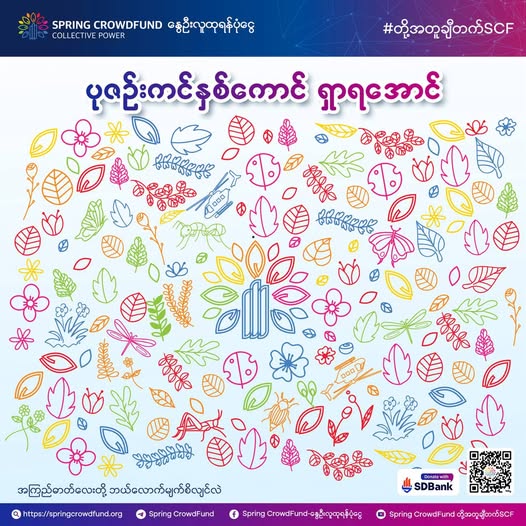 SPRING CROWDFUND နွေဦးလူထုရန်ပုံငွေ
COLLECTIVE POWER
#တို့အတူချီတက်SCF
ပုစဉ်းကင်နှစ်ကောင် ရှာရအောင်
အကြည်ဓာတ်လေးတို့ ဘယ်လောက်မျက်စိလျင်လဲ
Donate with
SDBank
https://springcrowdfund.org
Spring CrowdFund
Spring CrowdFund-နွေဦးလူထုရန်ပုံငွေ
Spring CrowdFund တို့အတူချီတက်SCF